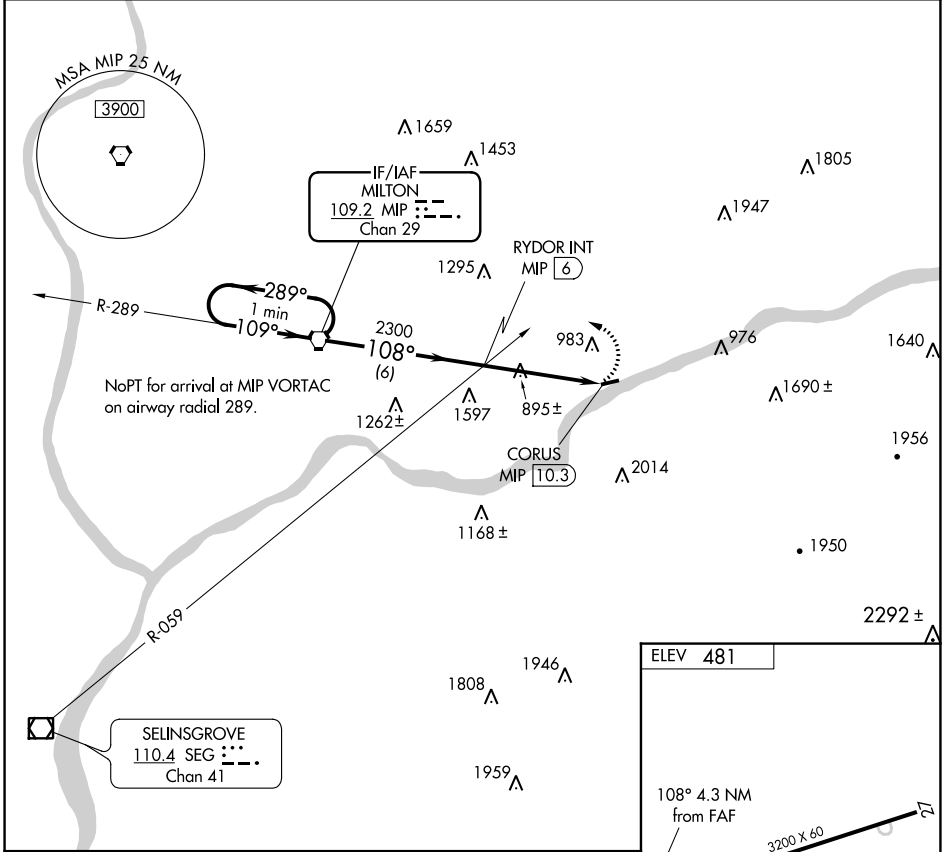 MSA MIP 25 NM
3900
1659
1453
1805
1947
IF/IAF
MILTON
109.2 MIP
Chan 29
RYDOR INT
MIP 6
1295
R-289
289°
1 min
109°
2300
108°
(6)
983
976
1640
NoPT for arrival at MIP VORTAC
on airway radial 289.
1262 ±
1597
895 ±
1690 ±
CORUS
MIP 10.3
2014
1956
1168 ±
1950
R-059
2292 ±
ELEV 481
1946
1808
SELINSGROVE
110.4 SEG
Chan 41
1959
108° 4.3 NM
from FAF
3200 X 60
27